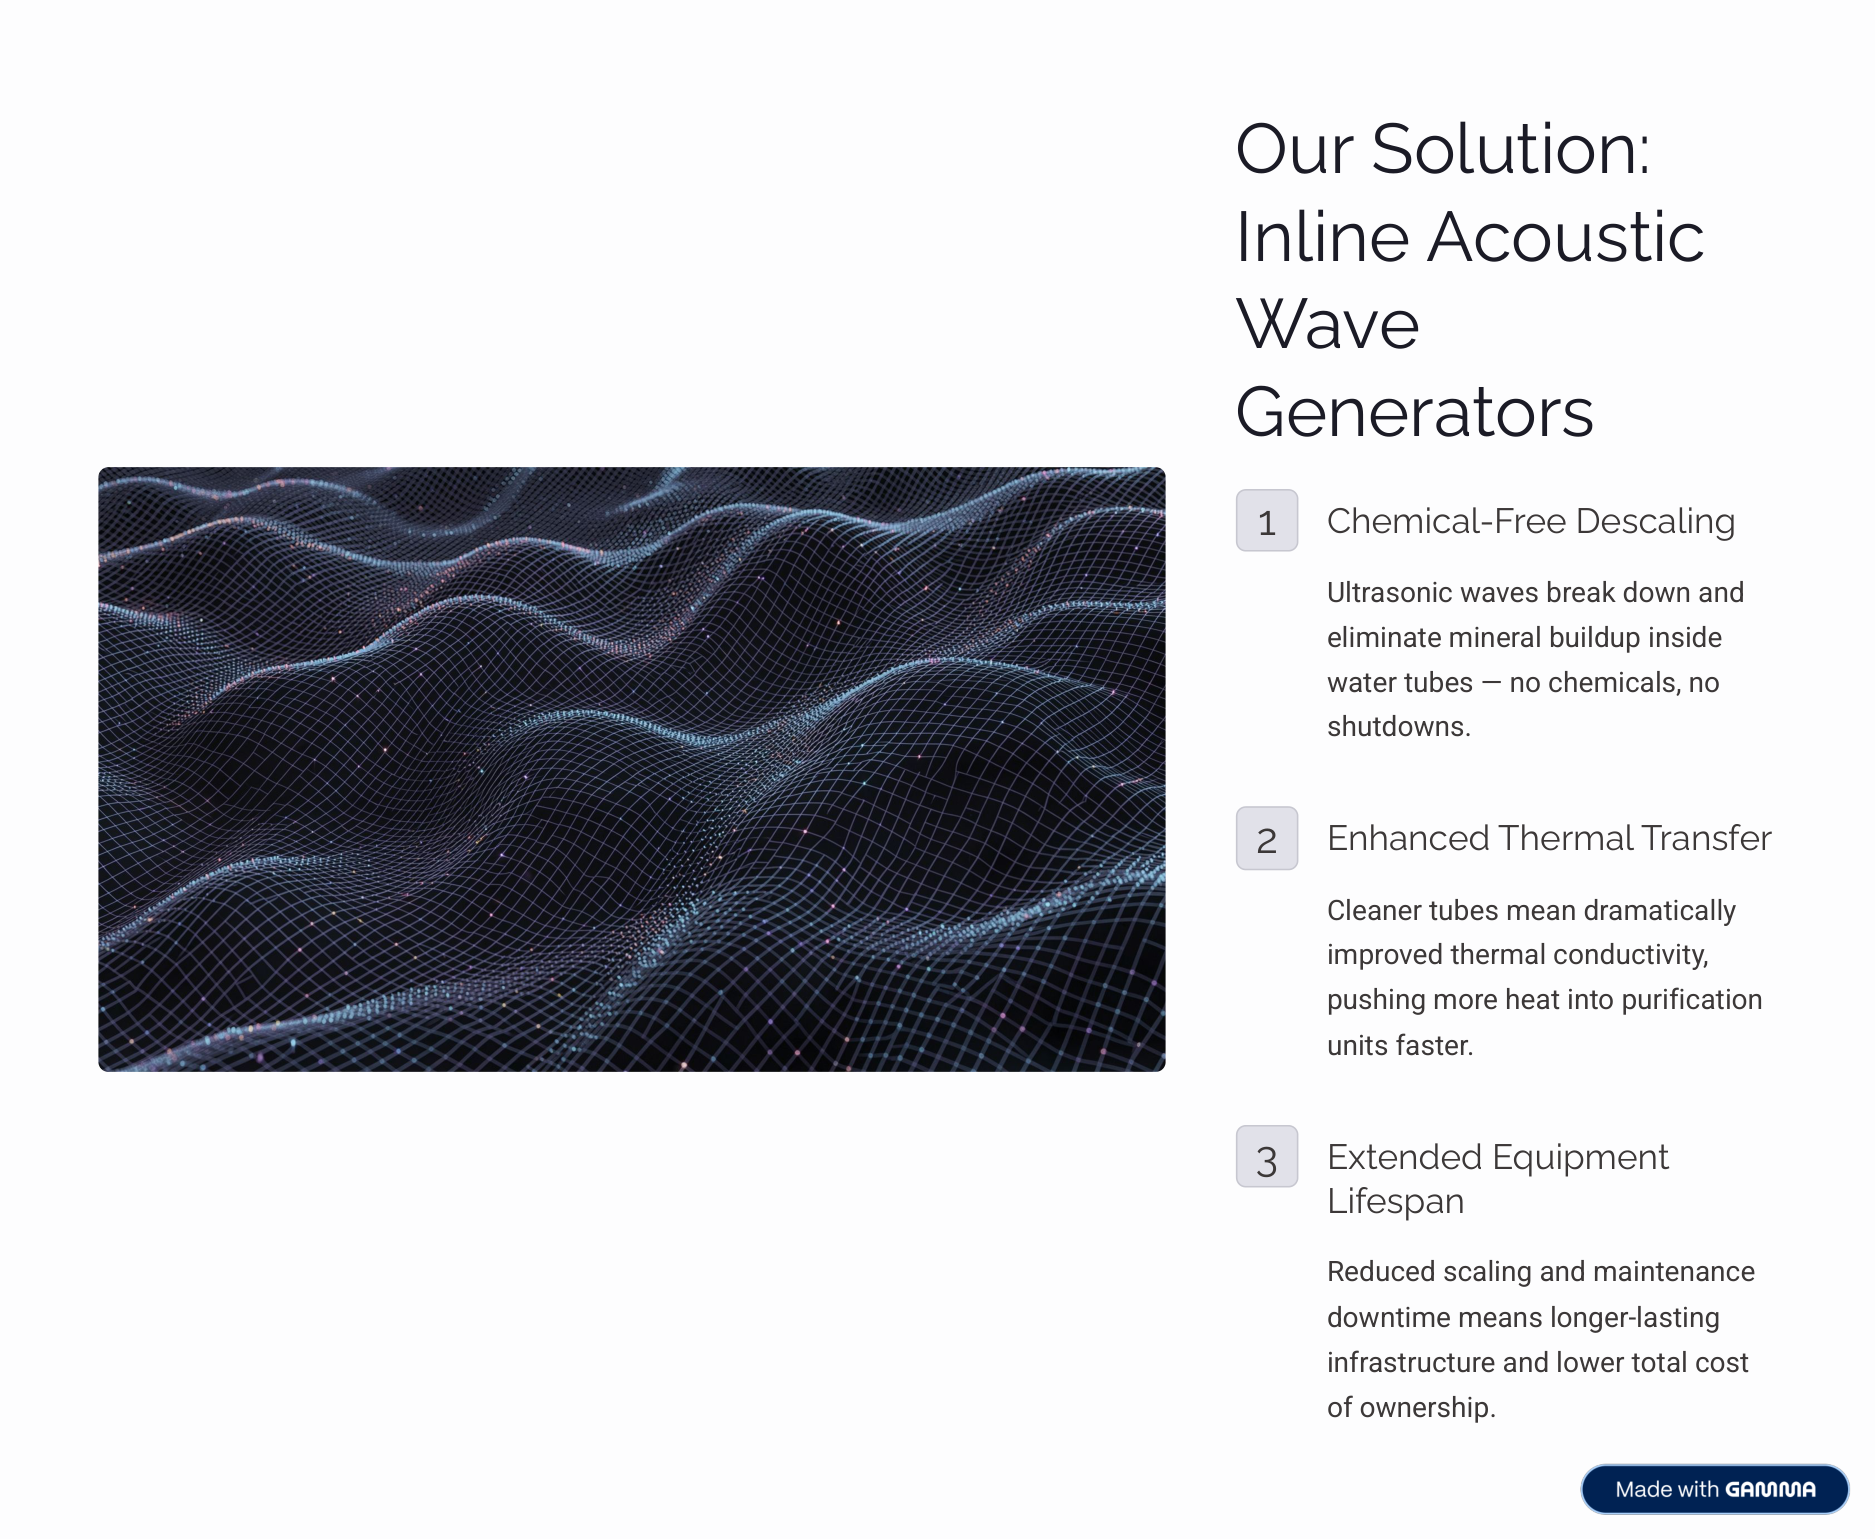 Our Solution:
Inline Acoustic
Wave
Generators
1
Chemical-Free Descaling
Ultrasonic waves break down and
eliminate mineral buildup inside
water tubes — no chemicals, no
shutdowns.
2
Enhanced Thermal Transfer
Cleaner tubes mean dramatically
improved thermal conductivity,
pushing more heat into purification
units faster.
3
Extended Equipment
Lifespan
Reduced scaling and maintenance
downtime means longer-lasting
infrastructure and lower total cost
of ownership.
Made with GAMMA